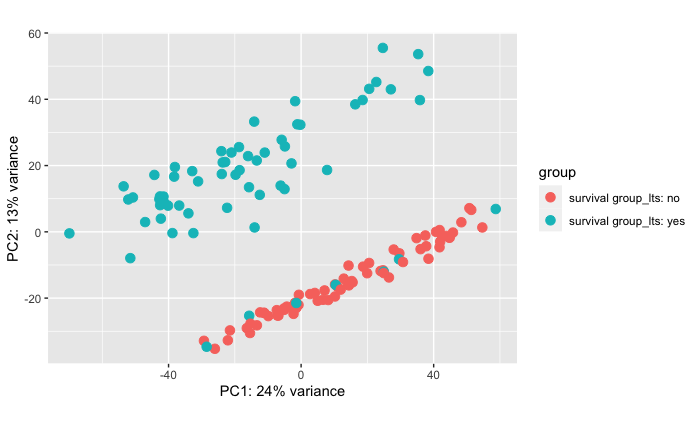 60
40
20
0
-20
-40
0
40
PC2: 13% variance
PC1: 24% variance
group
survival group_lts: no
survival group_lts: yes